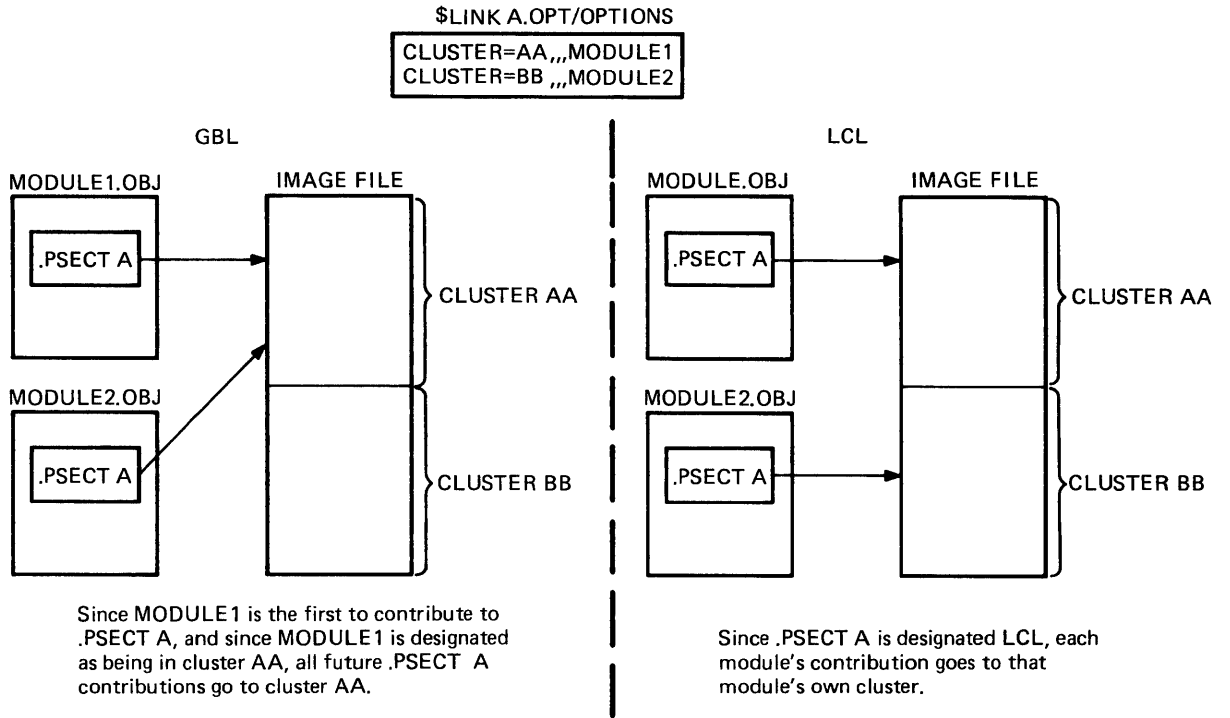 $LINK A.OPT/OPTIONS
CLUSTER=AA,,,MODULE1
CLUSTER=BB ,,,MODULE2
GBL
MODULE1.OBJ
IMAGE FILE
.PSECT A
CLUSTER AA
MODULE2.OBJ
.PSECT A
CLUSTER BB
Since MODULE1 is the first to contribute to
.PSECT A, and since MODULE1 is designated
as being in cluster AA, all future .PSECT A
contributions go to cluster AA.
LCL
MODULE.OBJ
IMAGE FILE
.PSECT A
CLUSTER AA
MODULE2.OBJ
.PSECT A
CLUSTER BB
Since .PSECT A is designated LCL, each
module's contribution goes to that
module's own cluster.